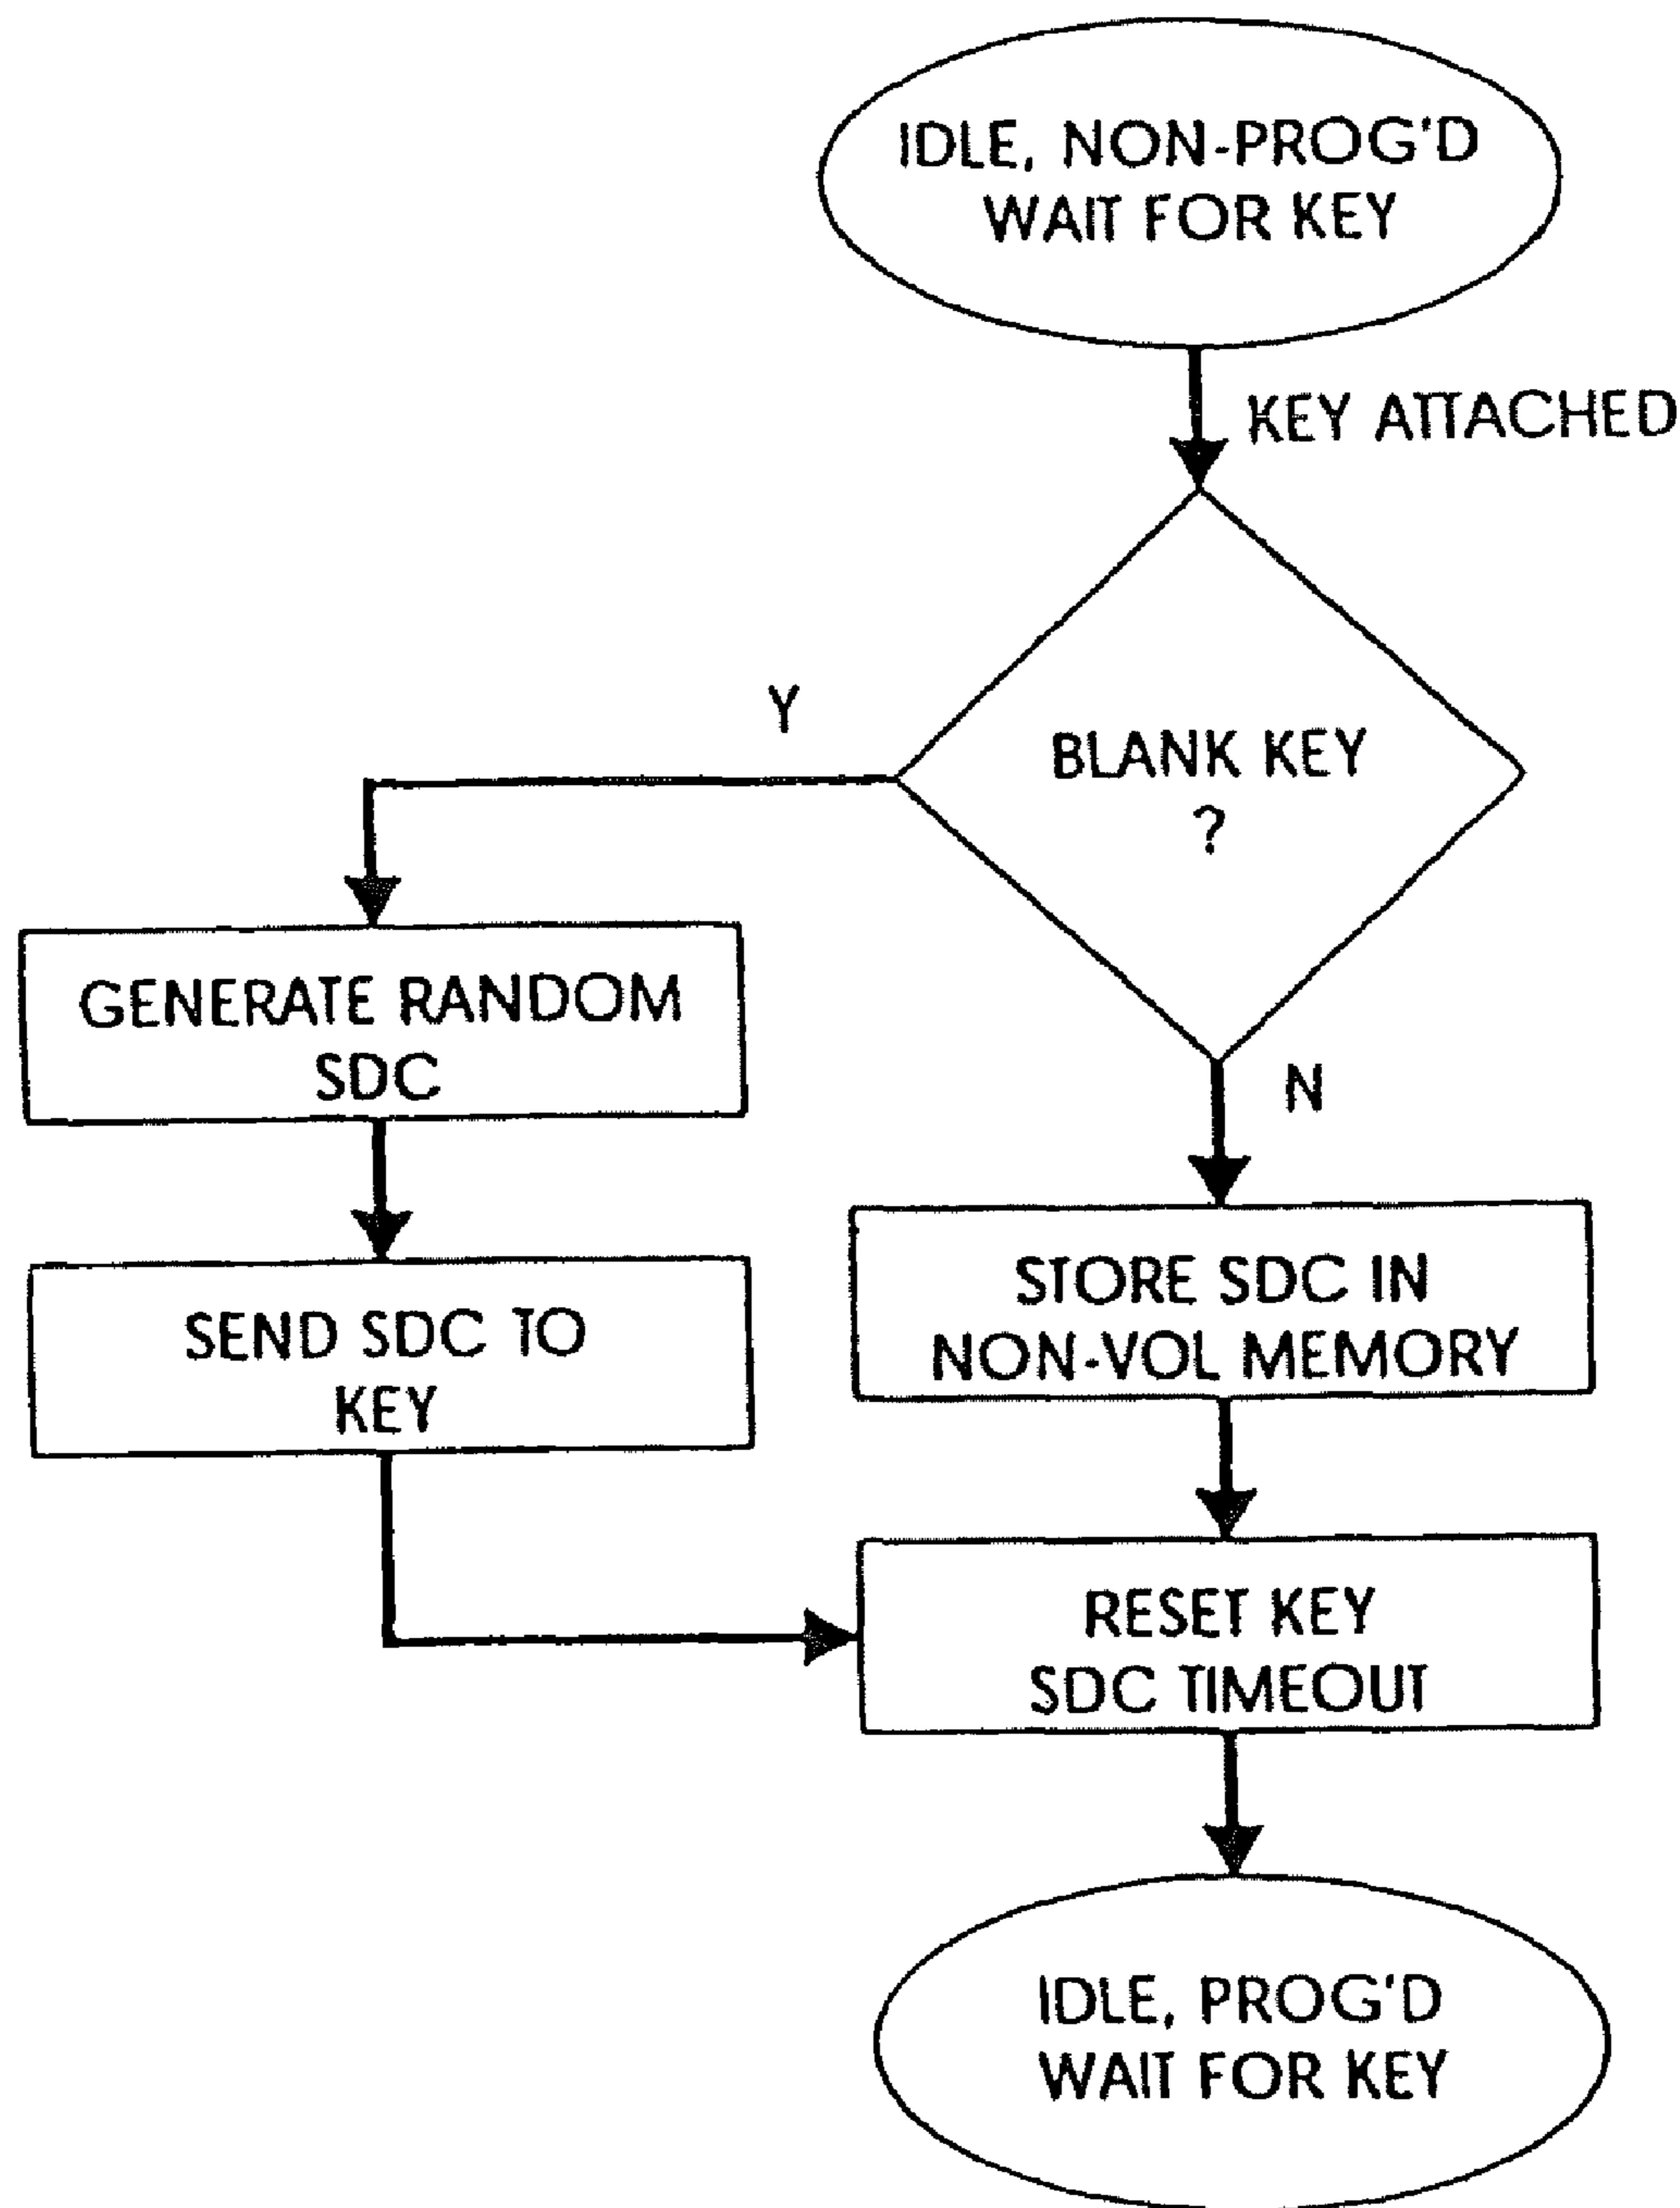 IDLE, NON-PROG'D
WAIT FOR KEY
KEY ATTACHED
BLANK KEY
?
Y
N
GENERATE RANDOM
SDC
SEND SDC TO
KEY
STORE SDC IN
NON-VOL MEMORY
RESET KEY
SDC TIMEOUT
IDLE, PROG'D
WAIT FOR KEY